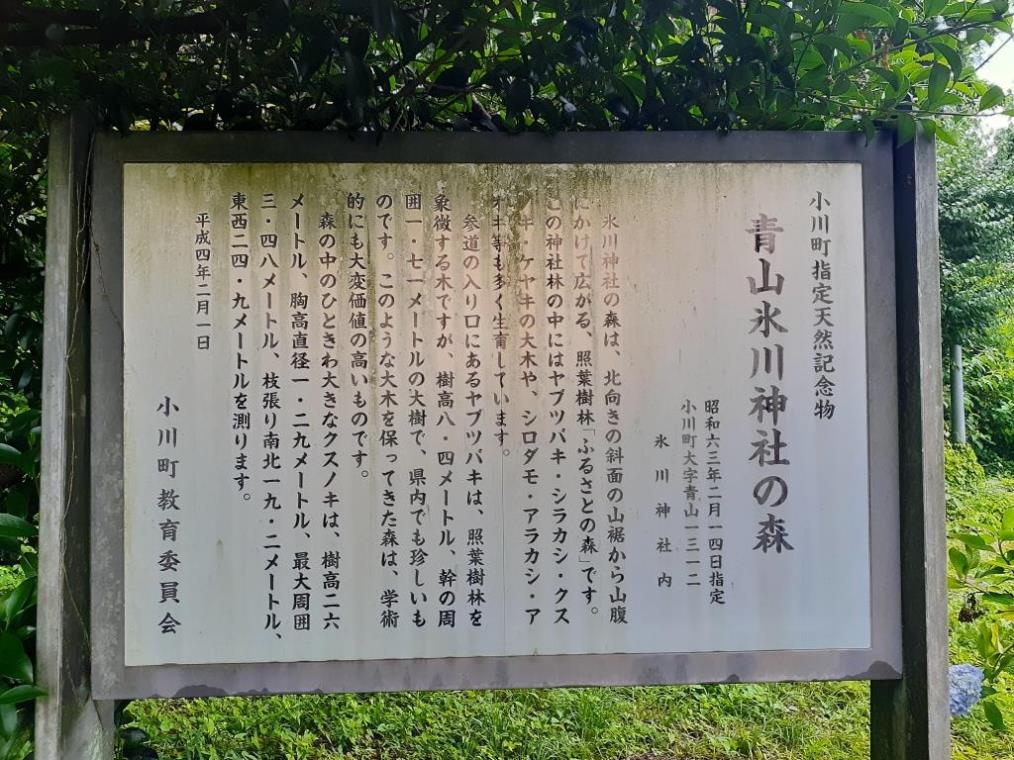 小川町指定天然記念物
青山氷川神社の森
昭和六三年二月一四日指定
小川町大字青山一三一二
氷川神社内
氷川神社の森は、北向きの斜面の山裾から山腹
にかけて広がる、照葉樹林「ふるさとの森」です。
この神社林の中にはヤブツバキ・シラカシ・クス
ノキ・ケヤキの大木や、シロダモ・アラカシ・ア
オキ等も多く生育しています。
参道の入り口にあるヤブツバキは、照葉樹林を
象徴する木ですが、樹高八・四メートル、幹の周
囲一・七一メートルの大樹で、県内でも珍しいも
のです。このような大木を保ってきた森は、学術
的にも大変価値の高いものです。
森の中のひときわ大きなクスノキは、樹高二六
メートル、胸高直径一・二九メートル、最大周囲
三・四八メートル、枝張り南北一九・二メートル、
東西二四・九メートルを測ります。
平成四年二月一日
小川町教育委員会